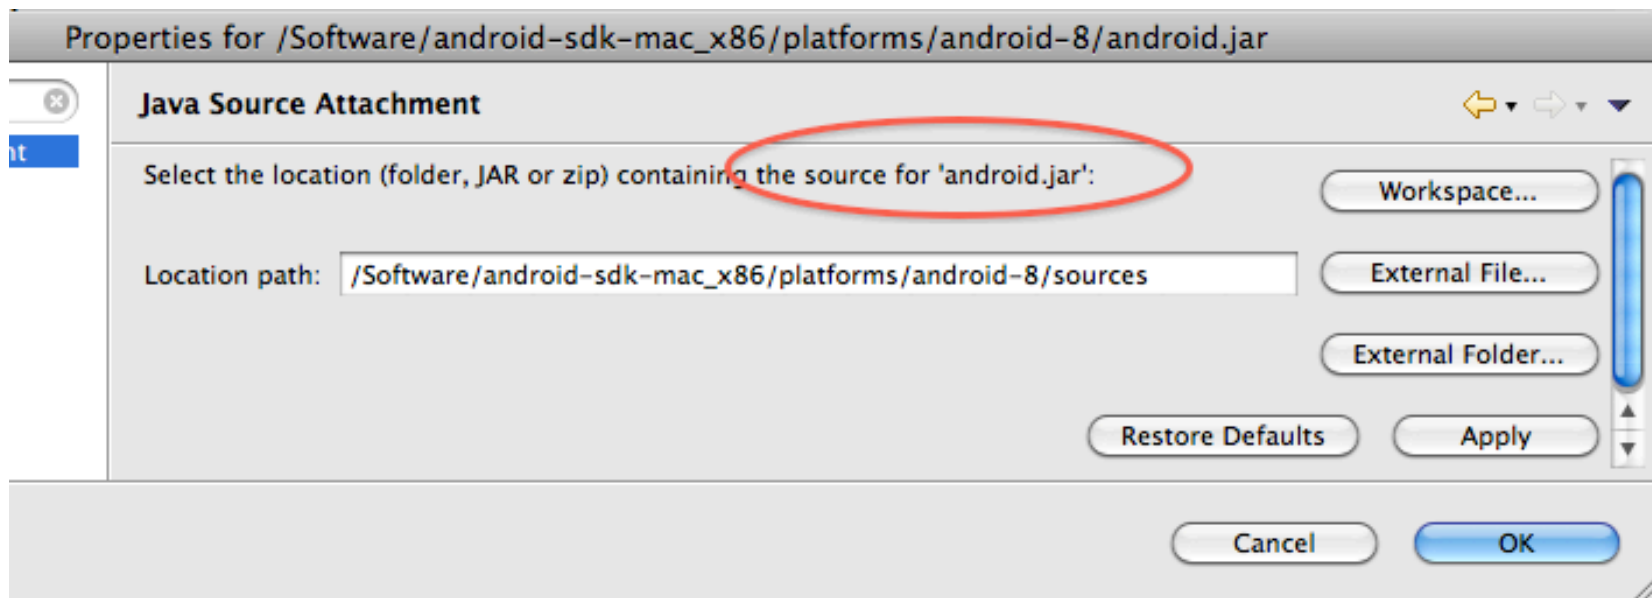 Properties for /Software/android-sdk-mac_x86/platforms/android-8/android.jar
Java Source Attachment
nt
Select the location (folder, JAR or zip) containing the source for 'android.jar':
Workspace...
Location path: /Software/android-sdk-mac_x86/platforms/android-8/sources
External File...
External Folder...
Restore Defaults Apply
Cancel OK